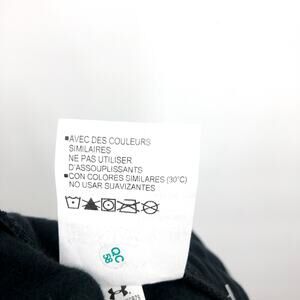 ■AVEC DES COULEURS
SIMILAIRES
NE PAS UTILISER
D'ASSOUPLISSANTS
■CON COLORES SIMILARES (30°C)
NO USAR SUAVIZANTES
QC
58